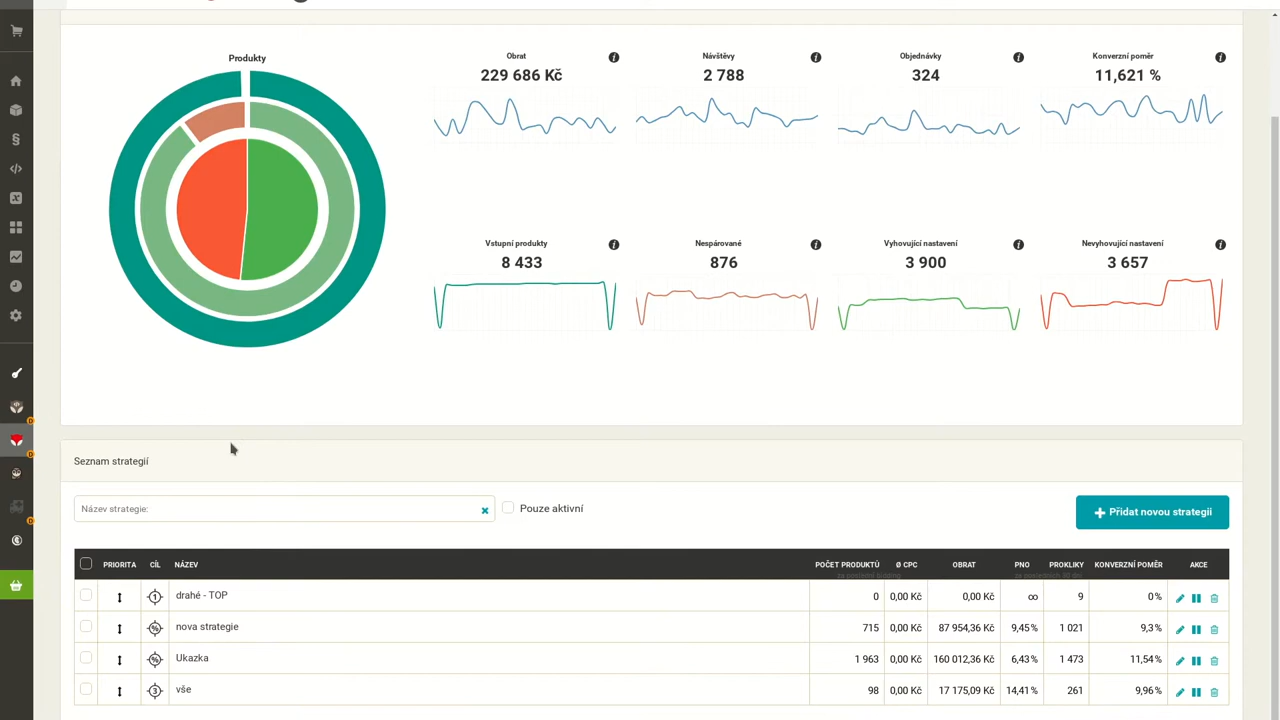 Produkty
Obrat
229 686 Kč
Návštěvy
2 788
Objednávky
324
Konverzní poměr
11,621 %
Vstupní produkty
8 433
Nespárované
876
Vyhovující nastavení
3 900
Nevyhovující nastavení
3 657
Seznam strategií
Název strategie:
Pouze aktivní
Přidat novou strategii
PRIORITA CÍL NÁZEV POČET PRODUKTŮ Ø CPC OBRAT PNO PROKLIKY KONVERZNÍ POMĚR AKCE
1 drahé - TOP 0 0,00 Kč 0,00 Kč ∞ 9 0 %
% nova strategie 715 0,00 Kč 87 954,36 Kč 9,45 % 1 021 9,3 %
% Ukazka 1 963 0,00 Kč 160 012,36 Kč 6,43 % 1 473 11,54 %
3 vše 98 0,00 Kč 17 175,09 Kč 14,41 % 261 9,96 %